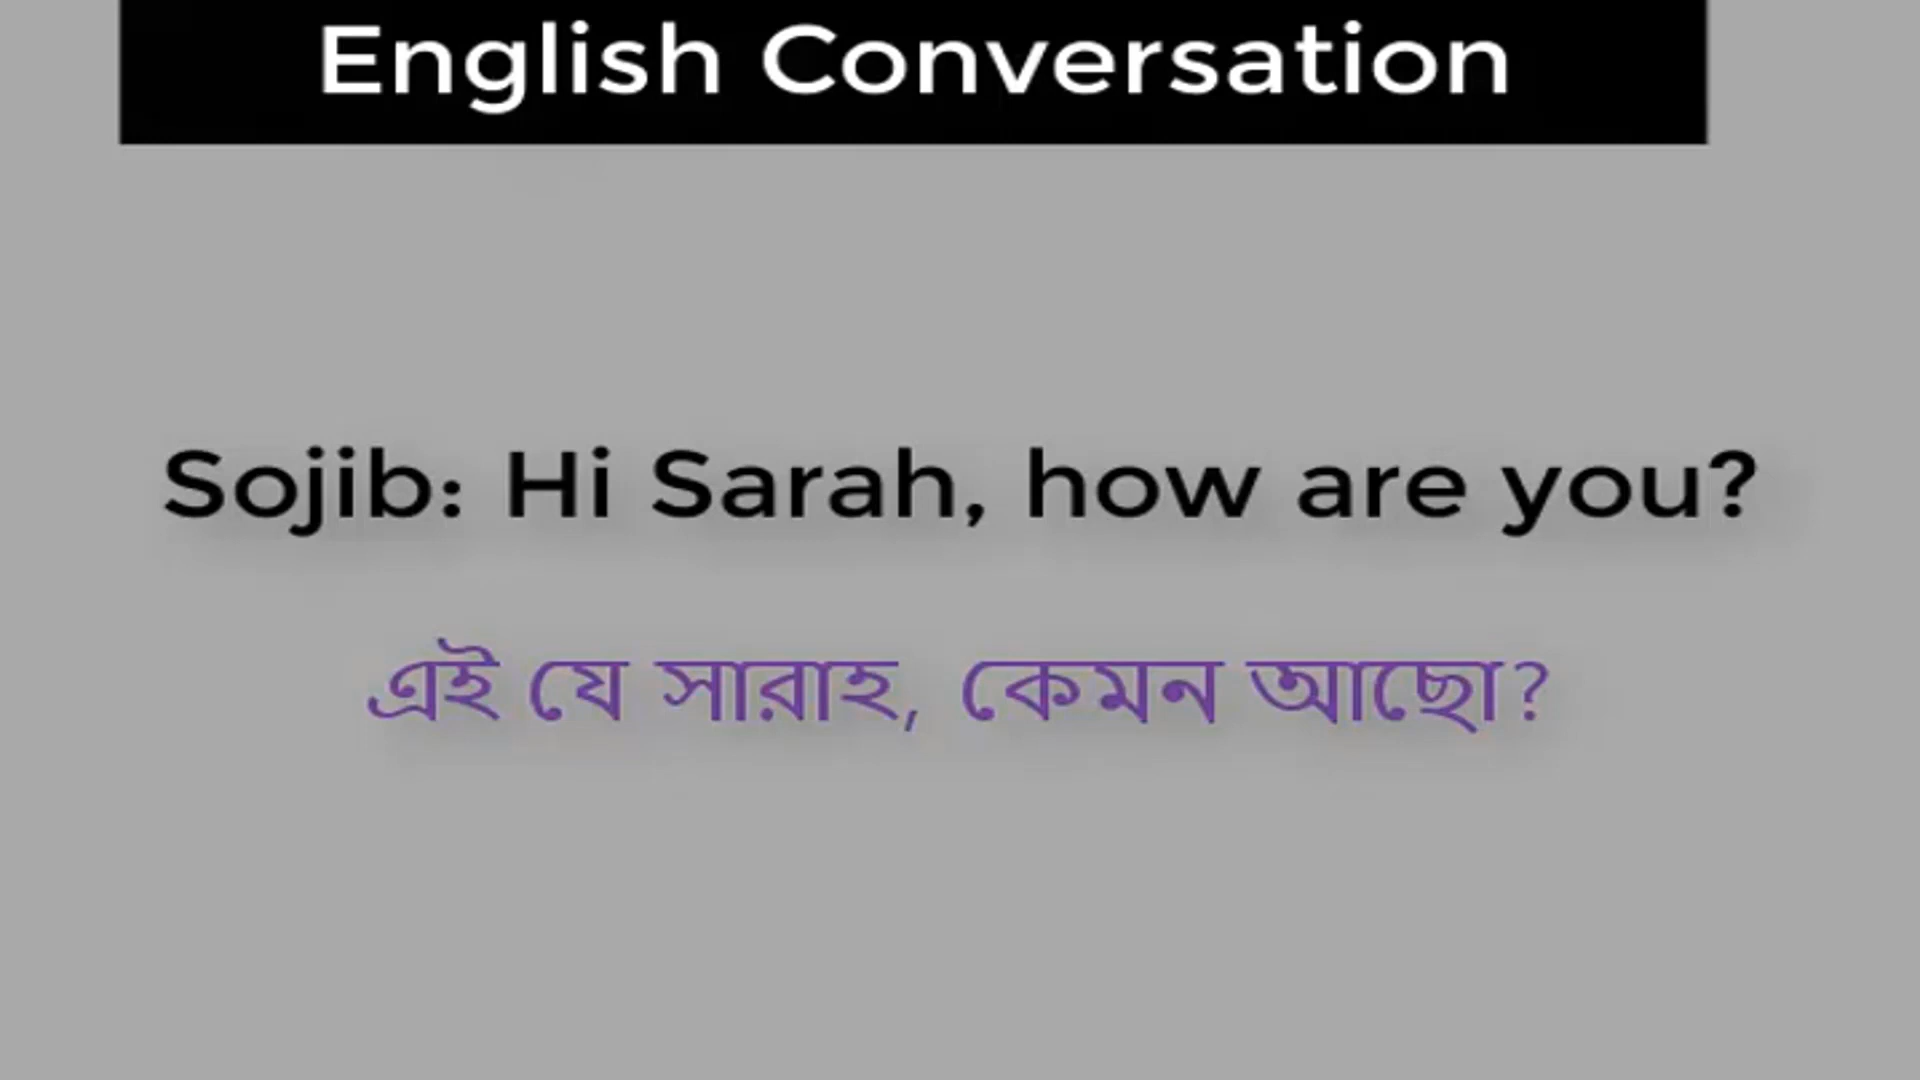 English Conversation
Sojib: Hi Sarah, how are you?
এই যে সারাহ, কেমন আছো?